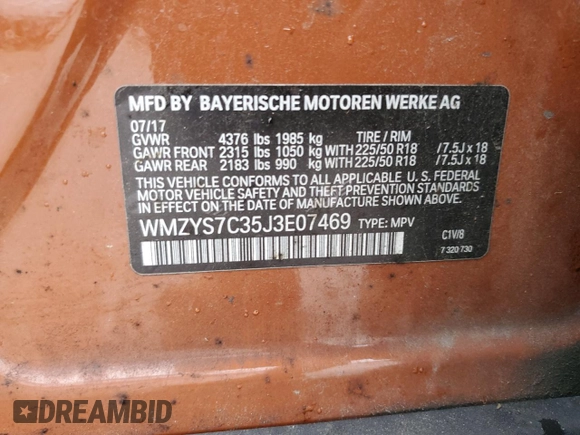 MFD BY BAYERISCHE MOTOREN WERKE AG
07/17
GVWR 4376 lbs 1985 kg TIRE / RIM
GAWR FRONT 2315 lbs 1050 kg WITH 225/50 R18 /7.5J x 18
GAWR REAR 2183 lbs 990 kg WITH 225/50 R18 /7.5J x 18
THIS VEHICLE CONFORMS TO ALL APPLICABLE U. S. FEDERAL
MOTOR VEHICLE SAFETY AND THEFT PREVENTION STANDARDS
IN EFFECT ON THE DATE OF MANUFACTURE SHOWN ABOVE.
WMZYS7C35J3E07469 TYPE: MPV
C1V/8
7 320 730
DREAMBID